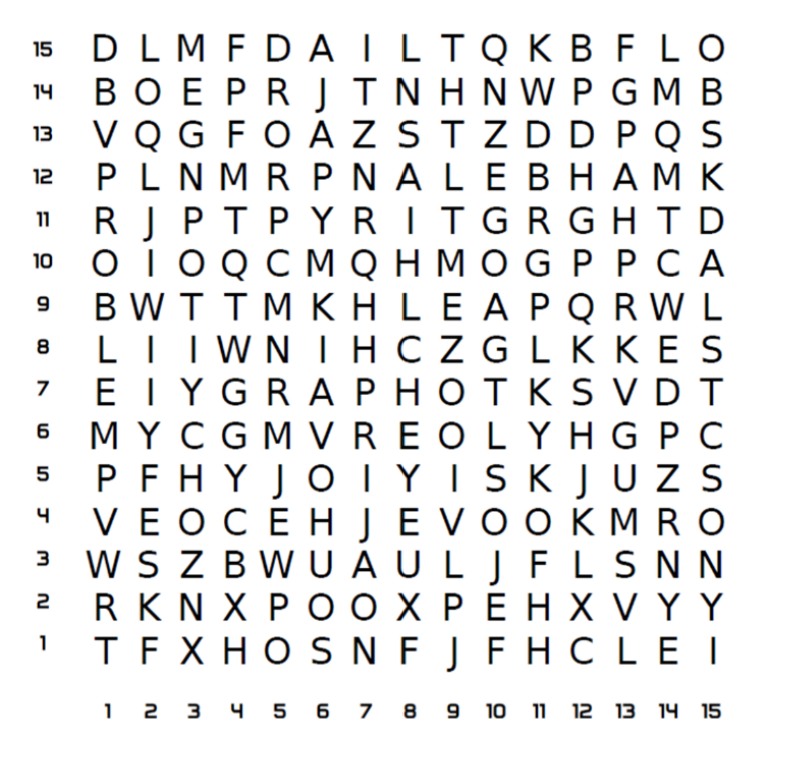 15 D L M F D A I L T Q K B F L O
14 B O E P R J T N H N W P G M B
13 V Q G F O A Z S T Z D D P Q S
12 P L N M R P N A L E B H A M K
11 R J P T P Y R I T G R G H T D
10 O I O Q C M Q H M O G P P C A
9 B W T T M K H L E A P Q R W L
8 L I I W N I H C Z G L K K E S
7 E I Y G R A P H O T K S V D T
6 M Y C G M V R E O L Y H G P C
5 P F H Y J O I Y I S K J U Z S
4 V E O C E H J E V O O K M R O
3 W S Z B W U A U L J F L S N N
2 R K N X P O O X P E H X V Y Y
1 T F X H O S N F J F H C L E I
1 2 3 4 5 6 7 8 9 10 11 12 13 14 15